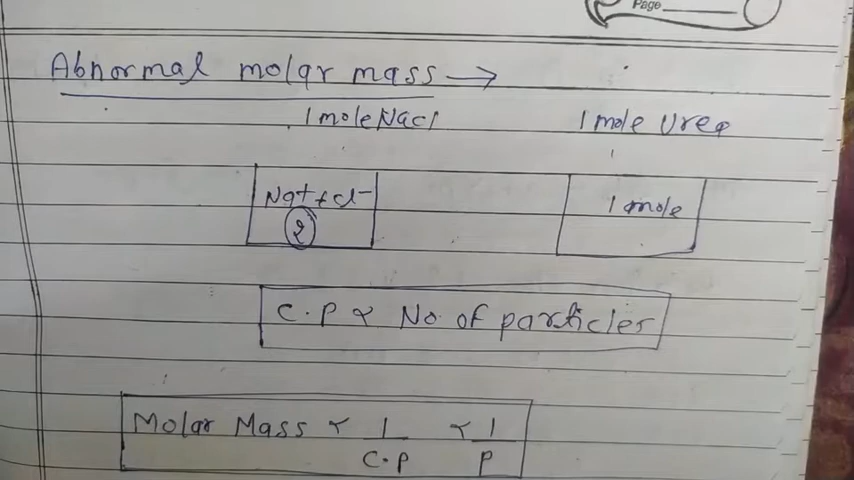 Page
Abnormal molar mass →
1 mole NaCl 1 mole Urea
Na+ + Cl- 1 mole
2
C.P ∝ No. of particles
Molar Mass ∝ 1/C.P ∝ 1/P